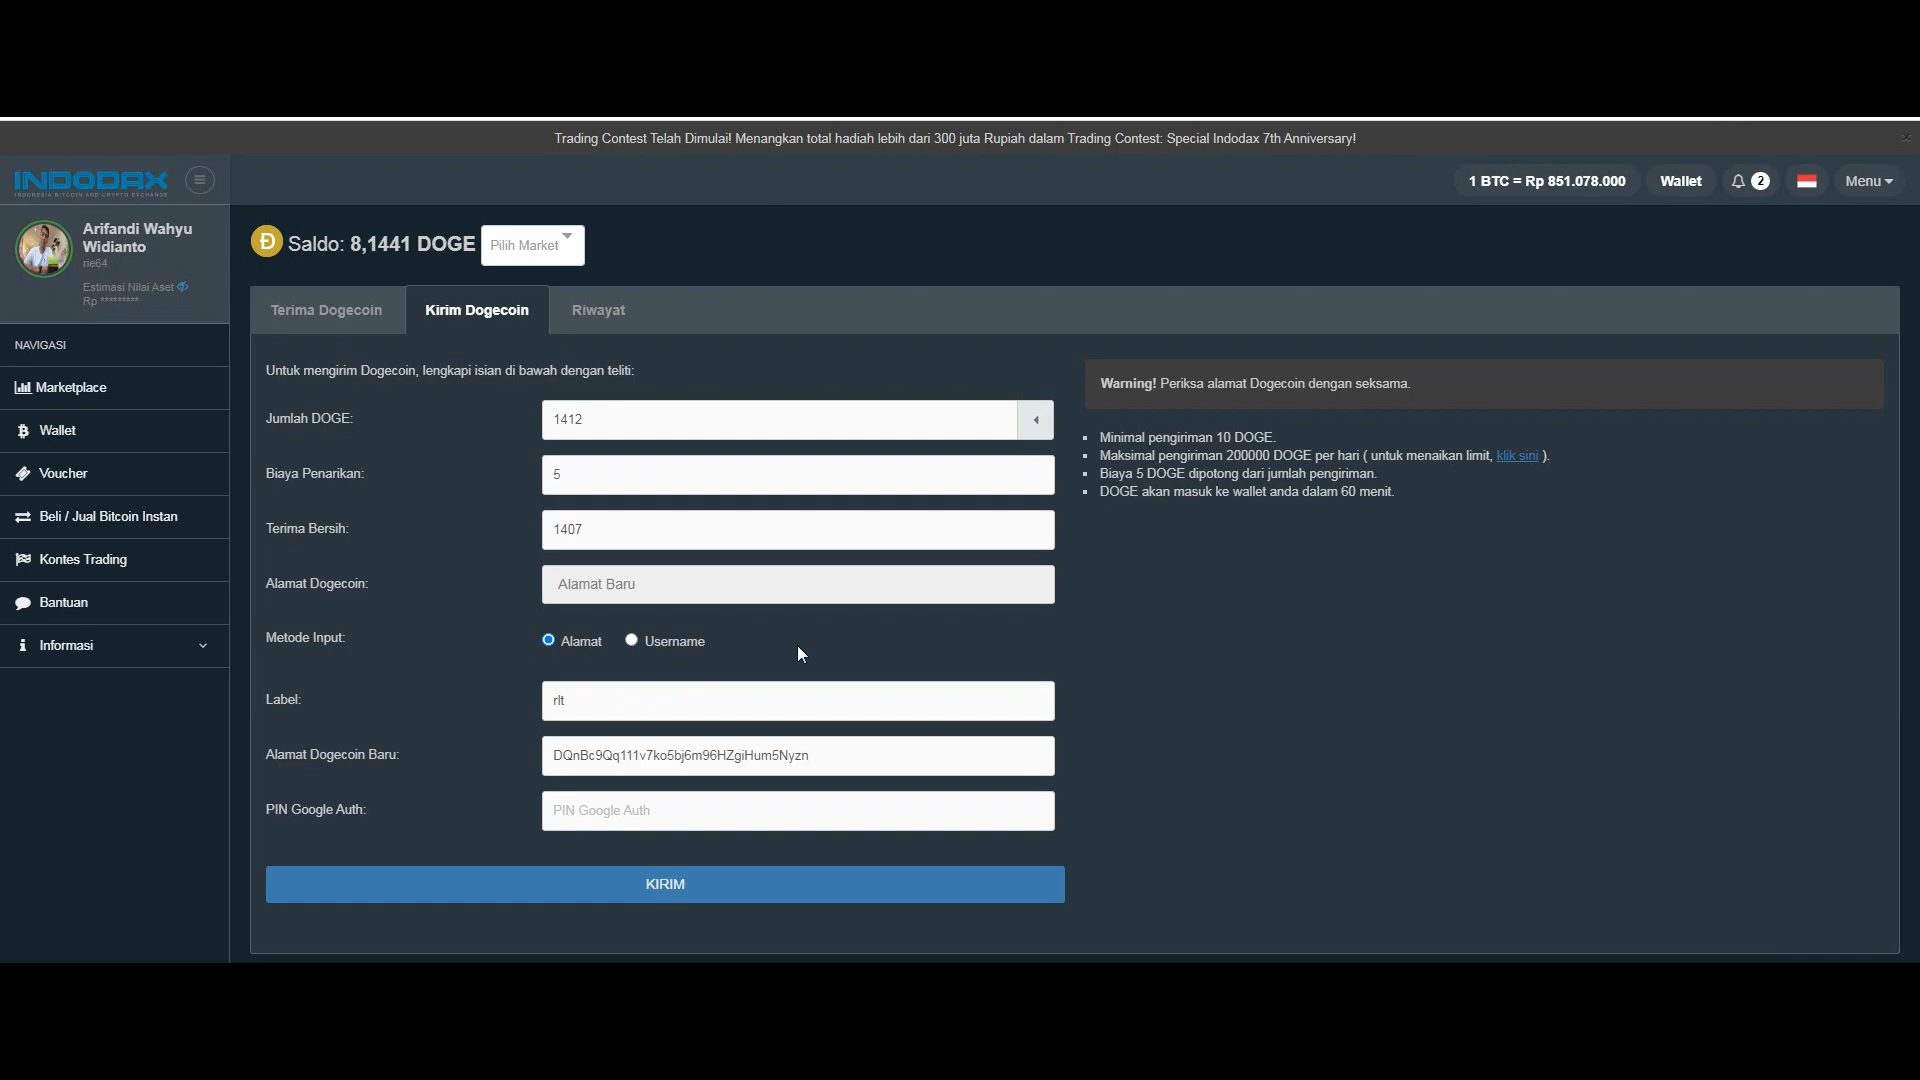 Trading Contest Telah Dimulai! Menangkan total hadiah lebih dari 300 juta Rupiah dalam Trading Contest: Special Indodax 7th Anniversary!
INDODAX
INDONESIA BITCOIN AND CRYPTO EXCHANGE
1 BTC = Rp 851.078.000
Wallet
2
Menu
Arifandi Wahyu
Widianto
rie64
Estimasi Nilai Aset
Rp *********
Saldo: 8,1441 DOGE
Pilih Market
Terima Dogecoin
Kirim Dogecoin
Riwayat
NAVIGASI
Marketplace
Wallet
Voucher
Beli / Jual Bitcoin Instan
Kontes Trading
Bantuan
Informasi
Untuk mengirim Dogecoin, lengkapi isian di bawah dengan teliti:
Jumlah DOGE:
1412
Biaya Penarikan:
5
Terima Bersih:
1407
Alamat Dogecoin:
Alamat Baru
Metode Input:
Alamat
Username
Label:
rlt
Alamat Dogecoin Baru:
DQnBc9Qq111v7ko5bj6m96HZgiHum5Nyzn
PIN Google Auth:
PIN Google Auth
KIRIM
Warning! Periksa alamat Dogecoin dengan seksama.
Minimal pengiriman 10 DOGE.
Maksimal pengiriman 200000 DOGE per hari ( untuk menaikan limit, klik sini ).
Biaya 5 DOGE dipotong dari jumlah pengiriman.
DOGE akan masuk ke wallet anda dalam 60 menit.